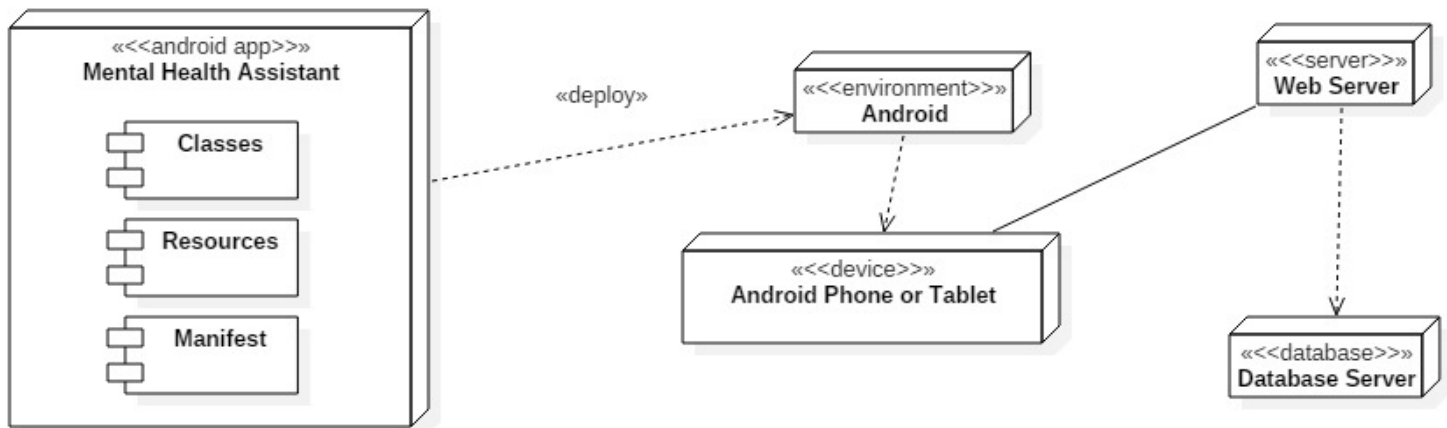 «<<android app>>»
Mental Health Assistant
Classes
Resources
Manifest
«deploy»
«<<environment>>»
Android
«<<device>>»
Android Phone or Tablet
«<<server>>»
Web Server
«<<database>>»
Database Server